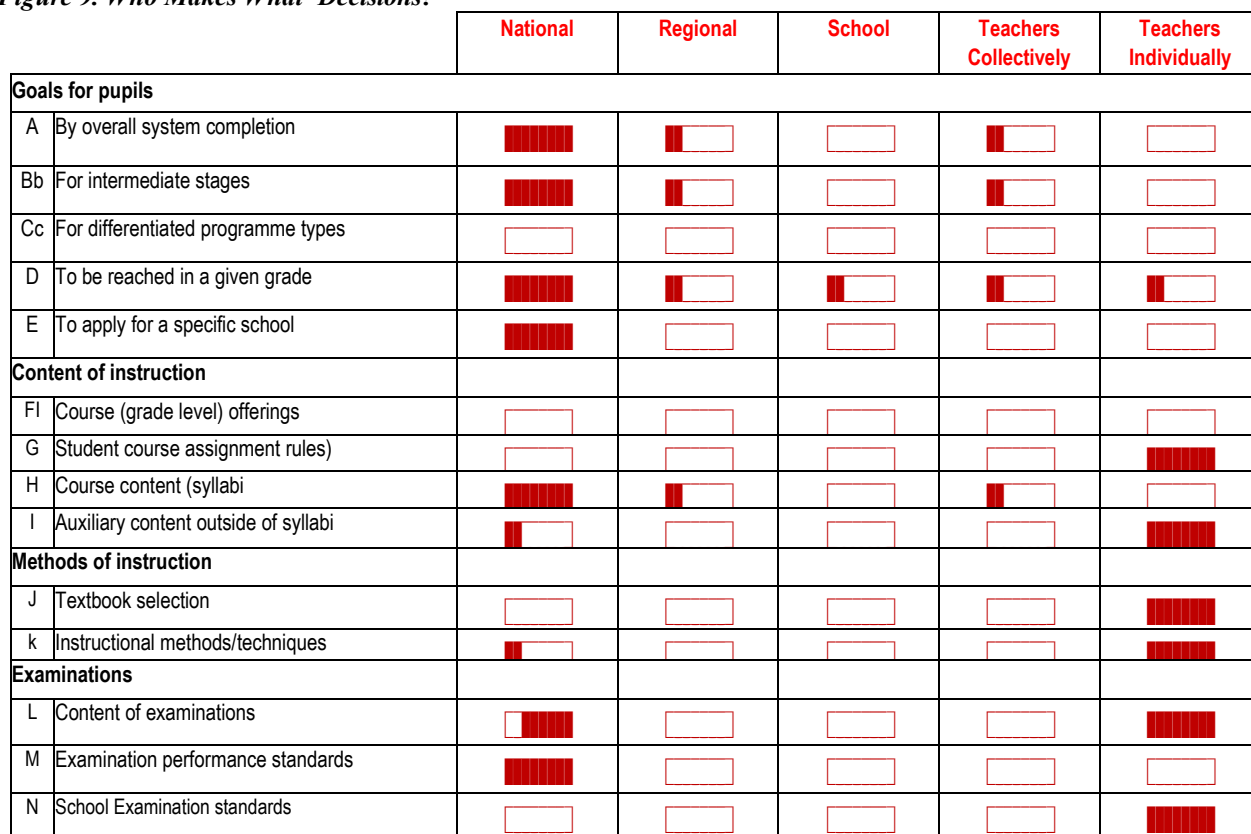 Figure 9. Who Makes What Decisions?
National Regional School Teachers Collectively Teachers Individually
Goals for pupils
A By overall system completion
Bb For intermediate stages
Cc For differentiated programme types
D To be reached in a given grade
E To apply for a specific school
Content of instruction
FI Course (grade level) offerings
G Student course assignment rules)
H Course content (syllabi
I Auxiliary content outside of syllabi
Methods of instruction
J Textbook selection
k Instructional methods/techniques
Examinations
L Content of examinations
M Examination performance standards
N School Examination standards